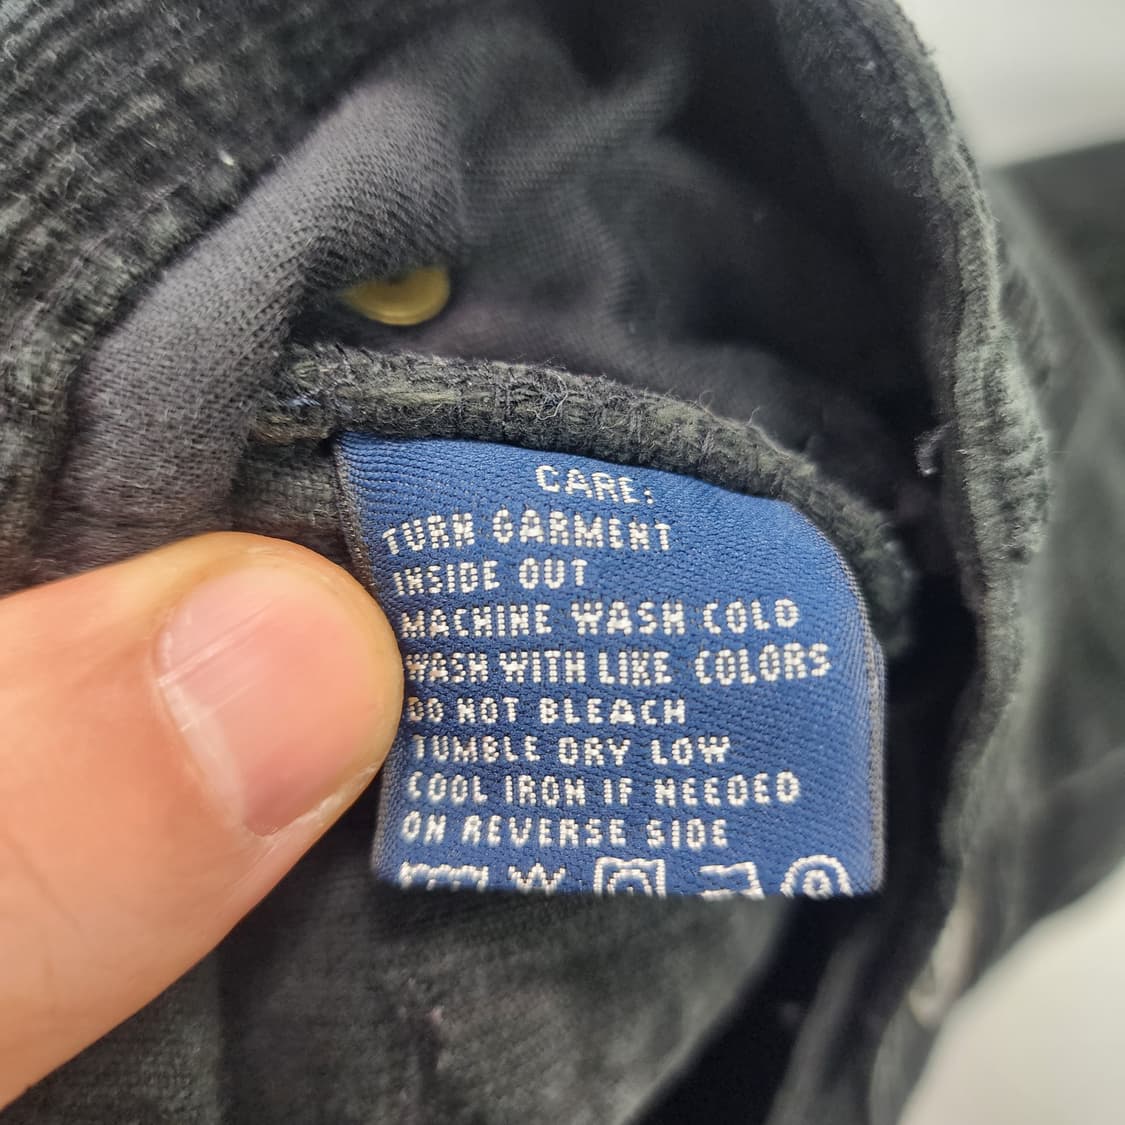 CARE:
TURN GARMENT
INSIDE OUT
MACHINE WASH COLD
WASH WITH LIKE COLORS
DO NOT BLEACH
TUMBLE DRY LOW
COOL IRON IF NEEDED
ON REVERSE SIDE